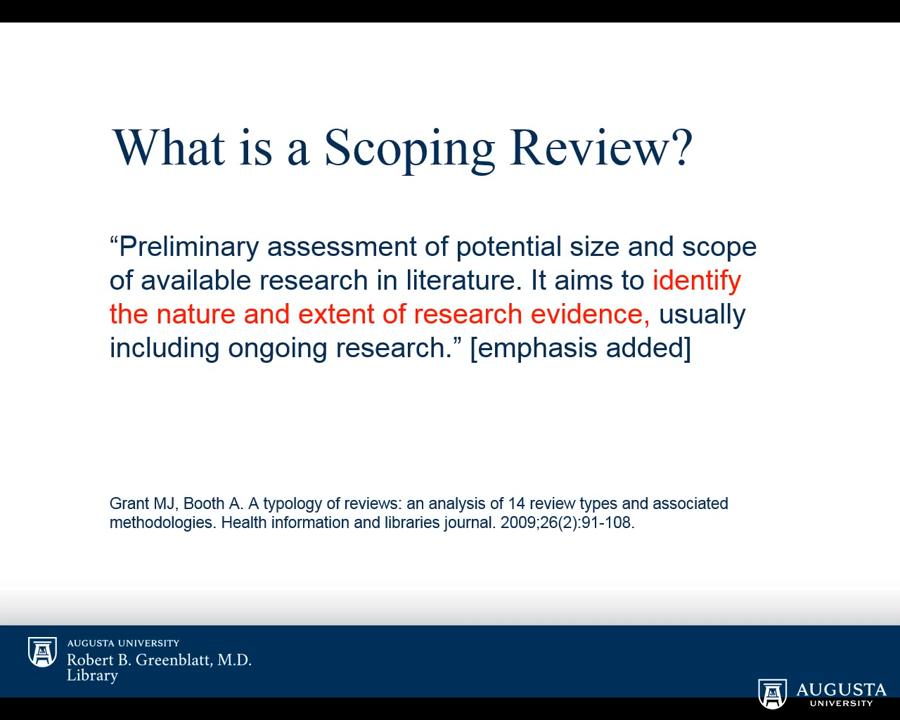 What is a Scoping Review?
“Preliminary assessment of potential size and scope
of available research in literature. It aims to identify
the nature and extent of research evidence, usually
including ongoing research.” [emphasis added]
Grant MJ, Booth A. A typology of reviews: an analysis of 14 review types and associated
methodologies. Health information and libraries journal. 2009;26(2):91-108.
AUGUSTA UNIVERSITY
Robert B. Greenblatt, M.D.
Library
AUGUSTA
UNIVERSITY